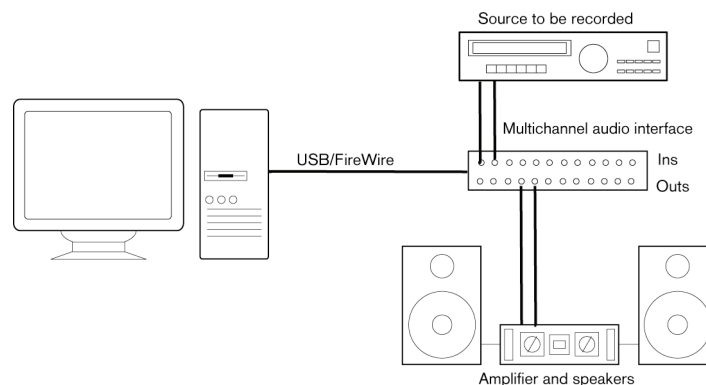 Source to be recorded
Multichannel audio interface
USB/FireWire
Ins
Outs
Amplifier and speakers